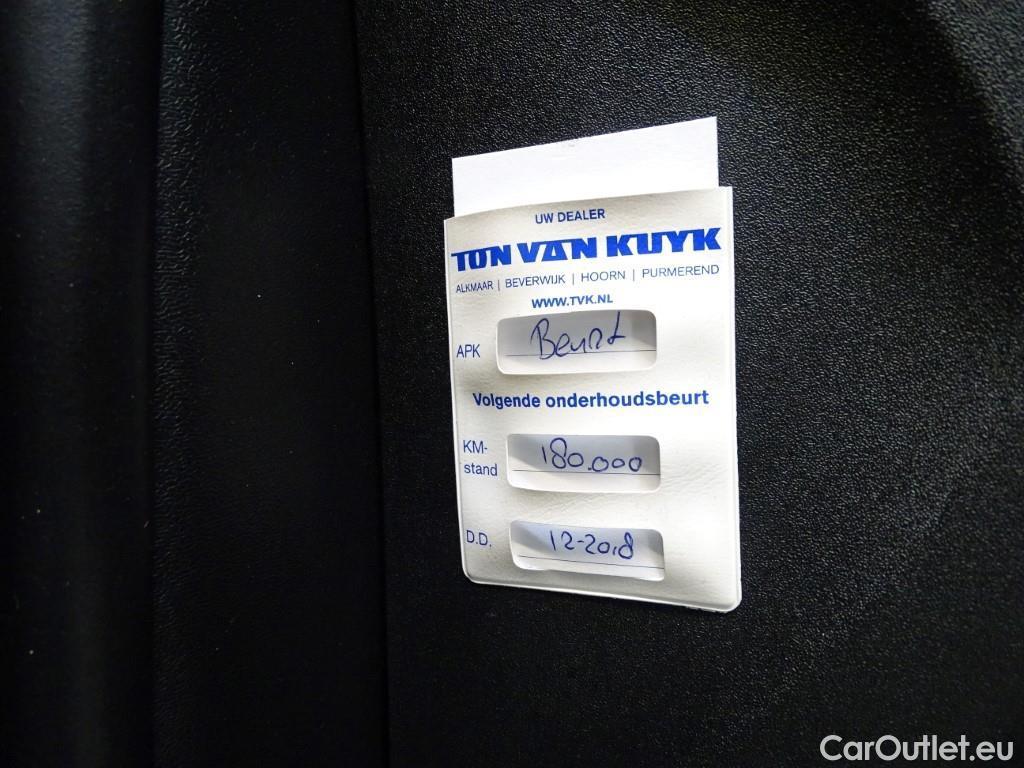 UW DEALER
TON VAN KUYK
ALKMAAR | BEVERWIJK | HOORN | PURMEREND
WWW.TVK.NL
APK Beurt
Volgende onderhoudsbeurt
KM-stand 180.000
D.D. 12-2018
CarOutlet.eu